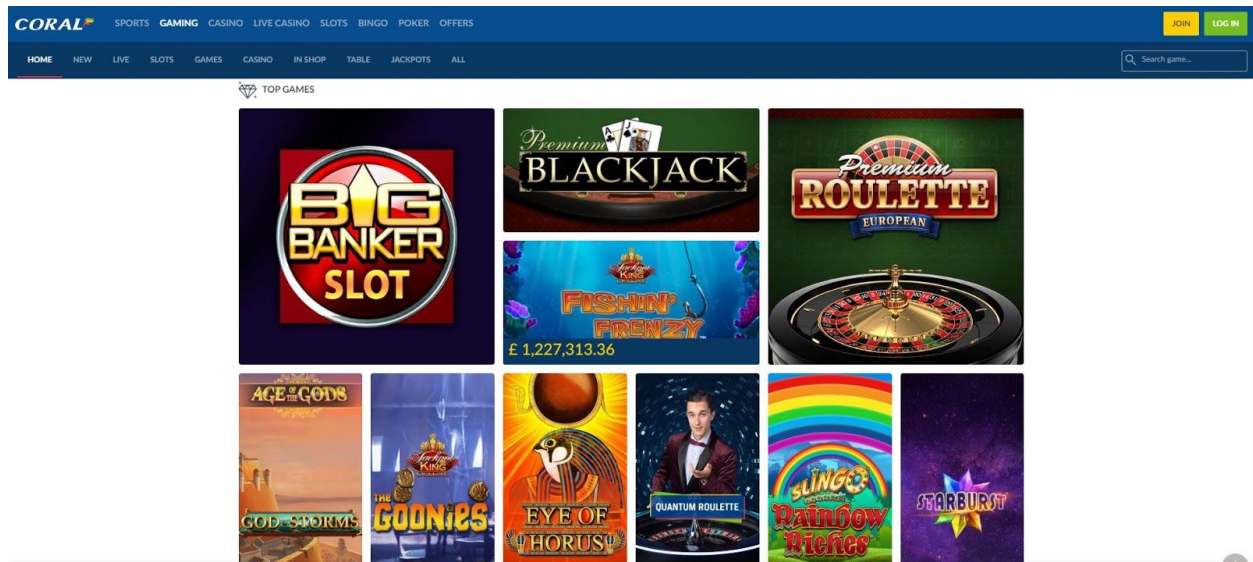 CORAL SPORTS GAMING CASINO LIVE CASINO SLOTS BINGO POKER OFFERS JOIN LOG IN
HOME NEW LIVE SLOTS GAMES CASINO IN SHOP TABLE JACKPOTS ALL Search game...
TOP GAMES
BIG
BANKER
SLOT
Premium
BLACKJACK
Jackpot
KING
FISHIN'
FRENZY™
£ 1,227,313.36
Premium
ROULETTE
EUROPEAN
AGE OF THE GODS
GOD OF STORMS
Jackpot
KING
THE
GOONIES
EYE OF
HORUS
QUANTUM ROULETTE
SLINGO
Rainbow
Riches
STARBURST